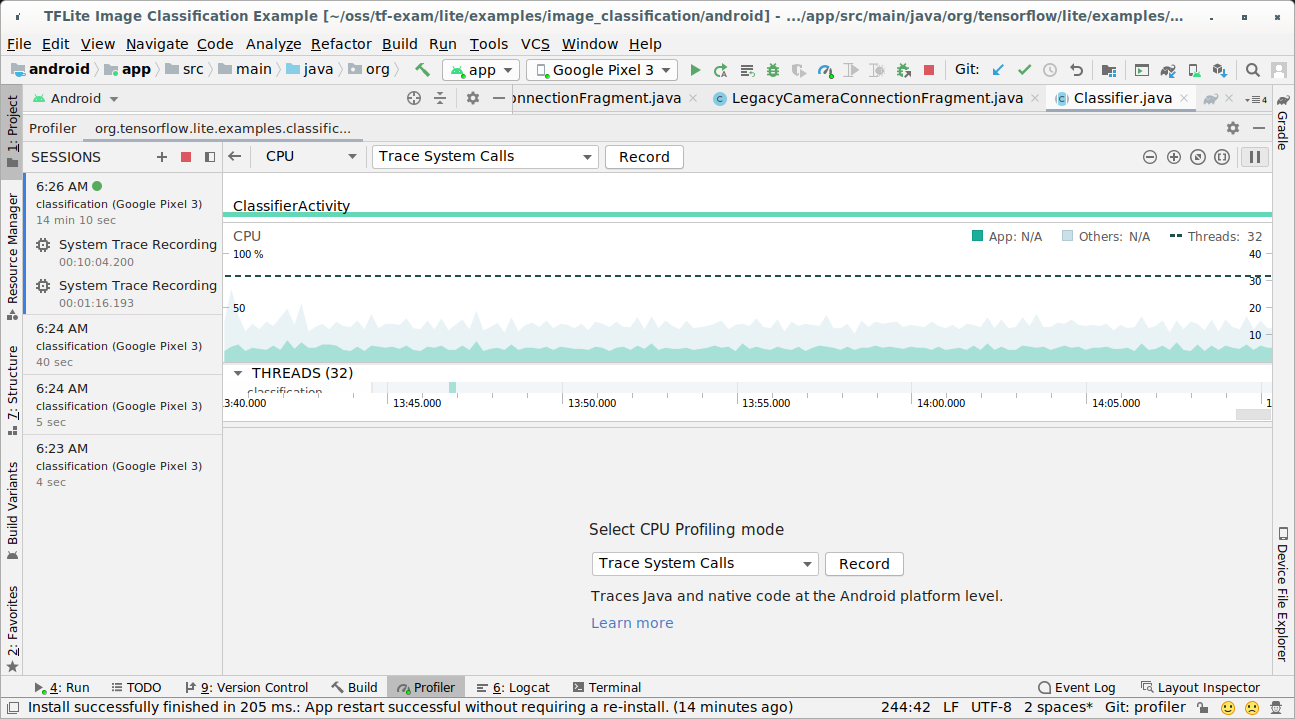 TFLite Image Classification Example [~/oss/tf-exam/lite/examples/image_classification/android] - .../app/src/main/java/org/tensorflow/lite/examples/...
File Edit View Navigate Code Analyze Refactor Build Run Tools VCS Window Help
android app src main java org app Google Pixel 3 Git:
Android onnectionFragment.java LegacyCameraConnectionFragment.java Classifier.java 4
Profiler org.tensorflow.lite.examples.classific...
SESSIONS CPU Trace System Calls Record
6:26 AM
classification (Google Pixel 3)
14 min 10 sec
System Trace Recording
00:10:04.200
System Trace Recording
00:01:16.193
6:24 AM
classification (Google Pixel 3)
40 sec
6:24 AM
classification (Google Pixel 3)
5 sec
6:23 AM
classification (Google Pixel 3)
4 sec
ClassifierActivity
CPU App: N/A Others: N/A Threads: 32
100 % 40
30
50 20
10
THREADS (32)
classification
3:40.000 13:45.000 13:50.000 13:55.000 14:00.000 14:05.000 1
Select CPU Profiling mode
Trace System Calls Record
Traces Java and native code at the Android platform level.
Learn more
1: Project
Resource Manager
7: Structure
Build Variants
2: Favorites
Gradle
Device File Explorer
4: Run TODO 9: Version Control Build Profiler 6: Logcat Terminal Event Log Layout Inspector
Install successfully finished in 205 ms.: App restart successful without requiring a re-install. (14 minutes ago) 244:42 LF UTF-8 2 spaces* Git: profiler